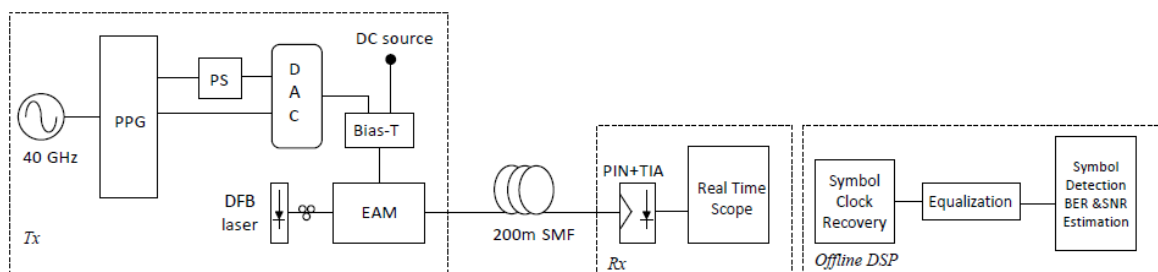 DC source
PS
D
A
C
PPG
Bias-T
40 GHz
DFB
laser
EAM
Tx
200m SMF
PIN+TIA
Real Time
Scope
Rx
Symbol
Clock
Recovery
Equalization
Symbol
Detection
BER &SNR
Estimation
Offline DSP